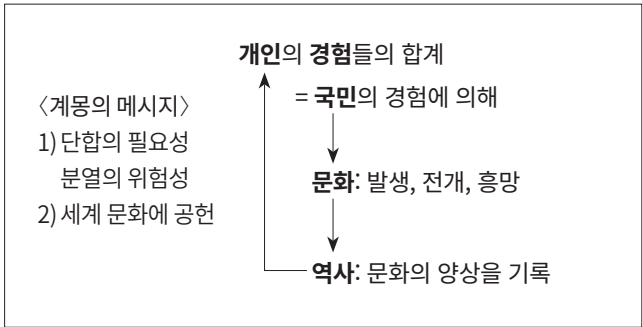 개인의 경험들의 합계
= 국민의 경험에 의해
〈계몽의 메시지〉
1) 단합의 필요성
분열의 위험성
2) 세계 문화에 공헌
문화: 발생, 전개, 흥망
역사: 문화의 양상을 기록